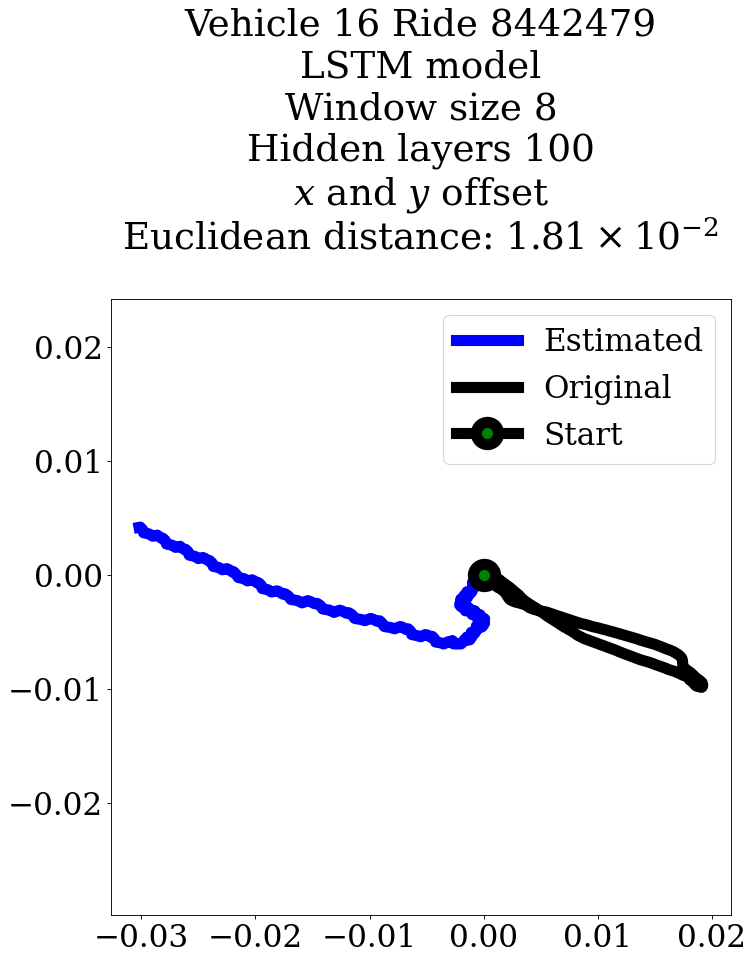 Vehicle 16 Ride 8442479
LSTM model
Window size 8
Hidden layers 100
x and y offset
Euclidean distance: 1.81 × 10⁻²
Estimated
Original
Start
0.02
0.01
0.00
−0.01
−0.02
−0.03 −0.02 −0.01 0.00 0.01 0.02